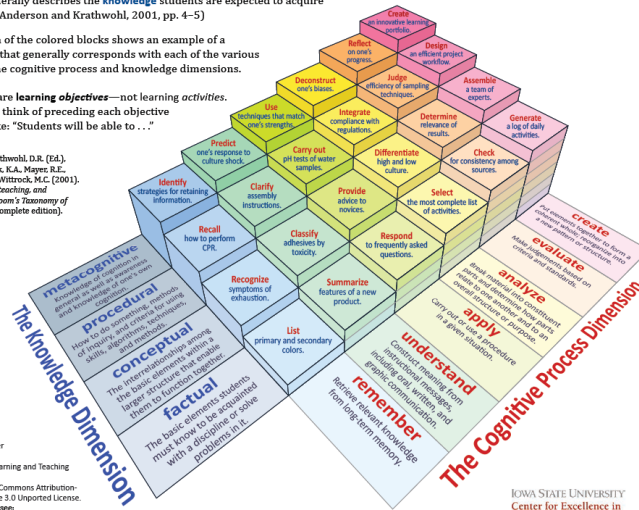 erally describes the knowledge students are expected to acquire
Anderson and Krathwohl, 2001, pp. 4–5)
of the colored blocks shows an example of a
that generally corresponds with each of the various
e cognitive process and knowledge dimensions.
are learning objectives—not learning activities.
think of preceding each objective
ke: "Students will be able to . . ."
thwohl, D.R. (Ed.),
k, K.A., Mayer, R.E.,
Wittrock, M.C. (2001).
eaching, and
oom's Taxonomy of
omplete edition).
Create
an innovative learning
portfolio.
Reflect
on one's
progress.
Design
an efficient project
workflow.
Deconstruct
one's biases.
Judge
efficiency of sampling
techniques.
Assemble
a team of
experts.
Use
techniques that match
one's strengths.
Integrate
compliance with
regulations.
Determine
relevance of
results.
Generate
a log of daily
activities.
Predict
one's response to
culture shock.
Carry out
pH tests of water
samples.
Differentiate
high and low
culture.
Check
for consistency among
sources.
Identify
strategies for retaining
information.
Clarify
assembly
instructions.
Provide
advice to
novices.
Select
the most complete list
of activities.
Recall
how to perform
CPR.
Classify
adhesives by
toxicity.
Respond
to frequently asked
questions.
Recognize
symptoms of
exhaustion.
Summarize
features of a new
product.
List
primary and secondary
colors.
The Knowledge Dimension
metacognitive
Knowledge of cognition in
general as well as awareness
and knowledge of one's own
cognition.
procedural
How to do something, methods
of inquiry, and criteria for using
skills, algorithms, techniques,
and methods.
conceptual
The interrelationships among
the basic elements within a
larger structure that enable
them to function together.
factual
The basic elements students
must know to be acquainted
with a discipline or solve
problems in it.
The Cognitive Process Dimension
create
Put elements together to form a
coherent whole; reorganize into
a new pattern or structure.
evaluate
Make judgements based on
criteria and standards.
analyze
Break material into constituent
parts and determine how parts
relate to one another and to an
overall structure or purpose.
apply
Carry out or use a procedure
in a given situation.
understand
Construct meaning from
instructional messages,
including oral, written, and
graphic communication.
remember
Retrieve relevant knowledge
from long-term memory.
er
arning and Teaching
Commons Attribution-
e 3.0 Unported License.
see:
IOWA STATE UNIVERSITY
Center for Excellence in